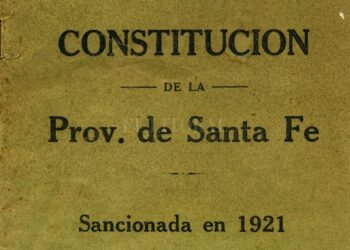 CONSTITUCION
DE LA
Prov. de Santa Fe
Sancionada en 1921